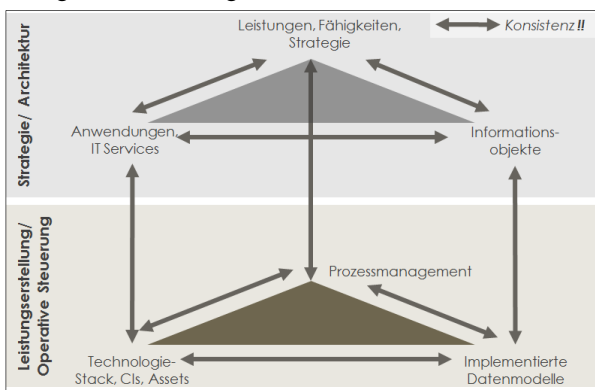 Leistungen, Fähigkeiten,
Strategie
Konsistenz!!
Strategie/ Architektur
Anwendungen,
IT Services
Informations-
objekte
Leistungserstellung/
Operative Steuerung
Prozessmanagement
Technologie-
Stack, CIs, Assets
Implementierte
Datenmodelle